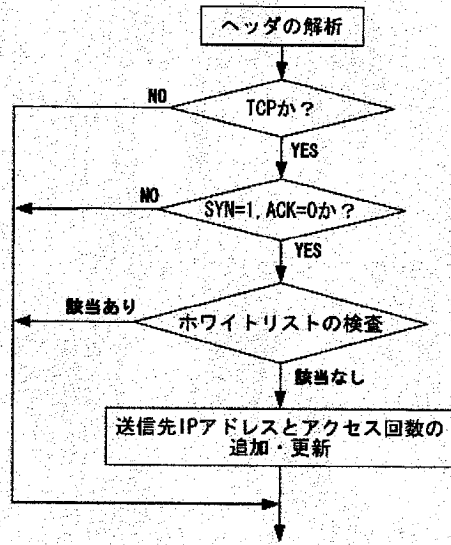 ヘッダの解析
NO
TCPか？
YES
NO
SYN=1, ACK=0か？
YES
該当あり
ホワイトリストの検査
該当なし
送信先IPアドレスとアクセス回数の
追加・更新